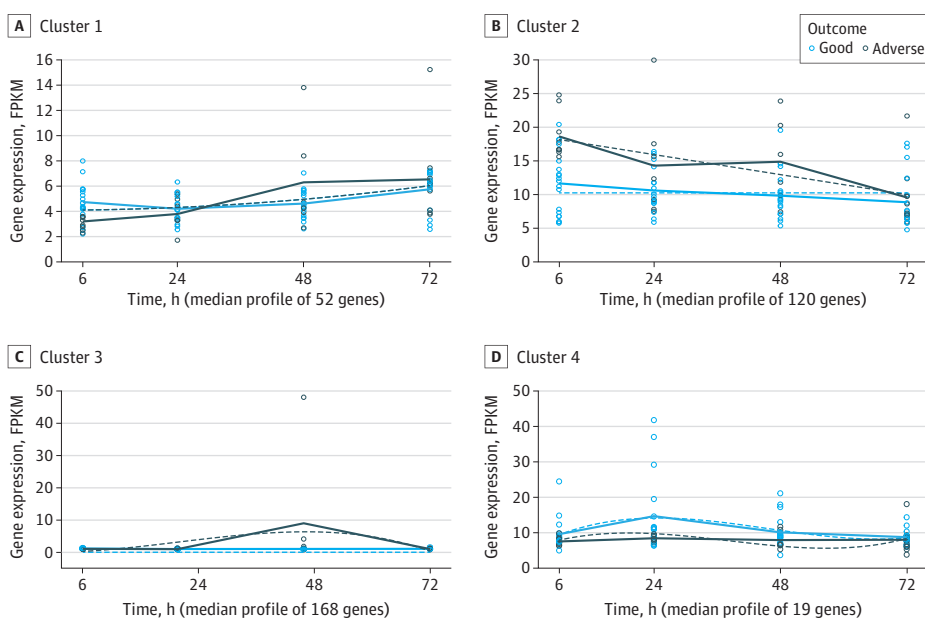 A Cluster 1
16
14
12
10
8
6
4
2
0
Gene expression, FPKM
6 24 48 72
Time, h (median profile of 52 genes)
B Cluster 2
Outcome
Good Adverse
30
25
20
15
10
5
0
Gene expression, FPKM
6 24 48 72
Time, h (median profile of 120 genes)
C Cluster 3
50
40
30
20
10
0
Gene expression, FPKM
6 24 48 72
Time, h (median profile of 168 genes)
D Cluster 4
50
40
30
20
10
0
Gene expression, FPKM
6 24 48 72
Time, h (median profile of 19 genes)